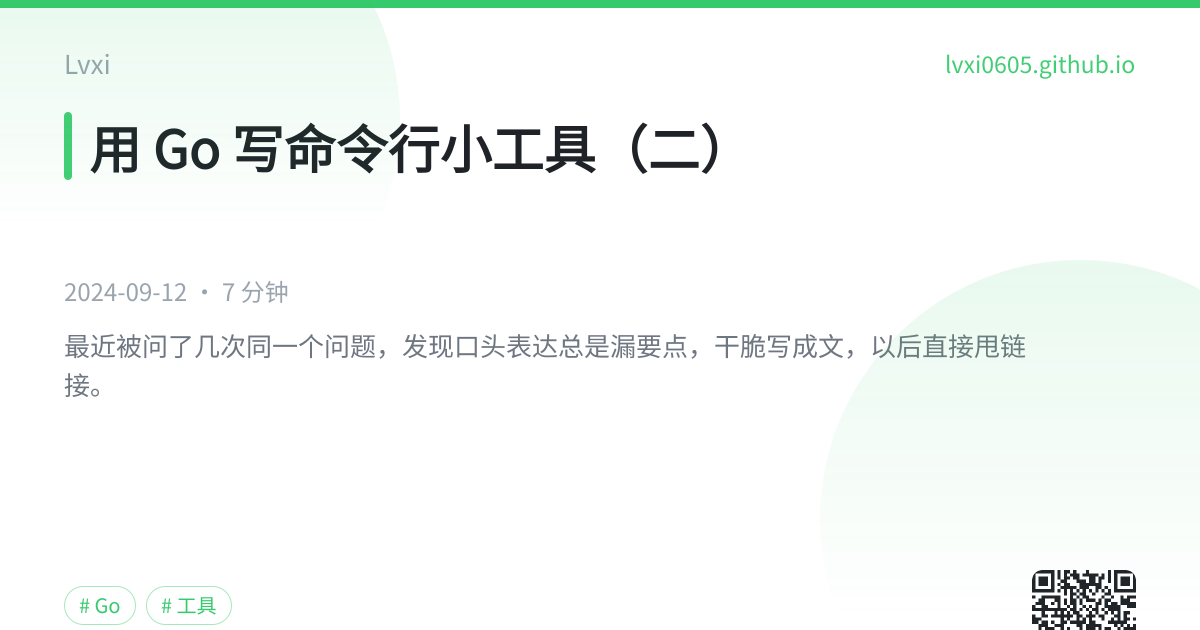 Lvxi
lvxi0605.github.io
用 Go 写命令行小工具（二）
2024-09-12 · 7 分钟
最近被问了几次同一个问题，发现口头表达总是漏要点，干脆写成文，以后直接甩链
接。
# Go
# 工具